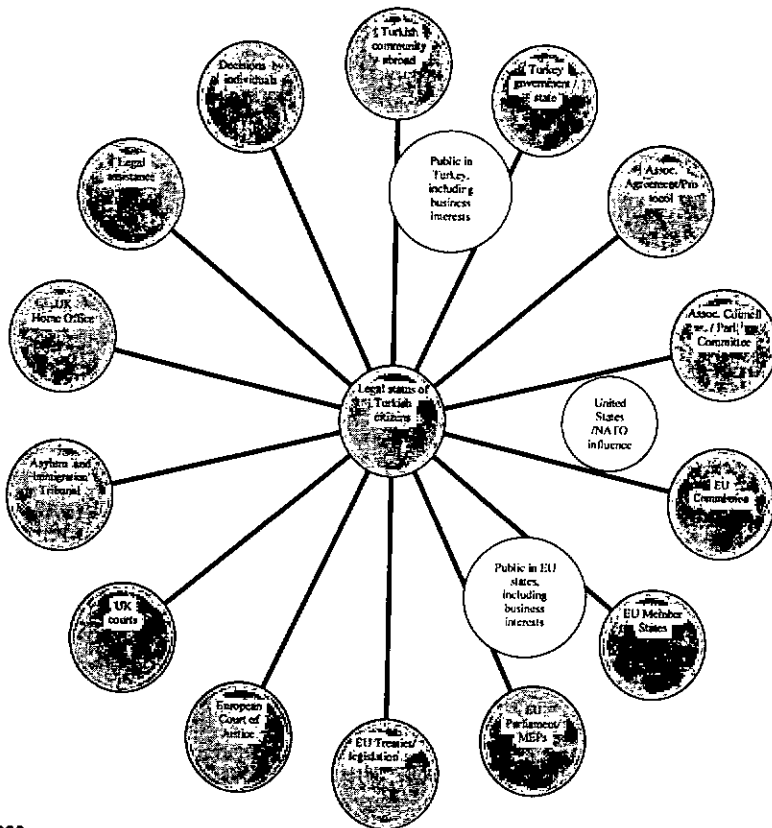 Turkish
community
abroad
Decisions by
individuals
Turkey
government /
state
Public in
Turkey,
including
business
interests
Legal
assistance
Assoc.
Agreement/Pro
tocol
UK
Home Office
Assoc. Council
/ Parl.
Committee
Legal status of
Turkish
citizens
United
States
/NATO
influence
Asylum and
Immigration
Tribunal
EU
Commission
Public in EU
states,
including
business
interests
UK
courts
EU Member
States
European
Court of
Justice
EU Treaties/
legislation
EU
Parliament/
MEPs